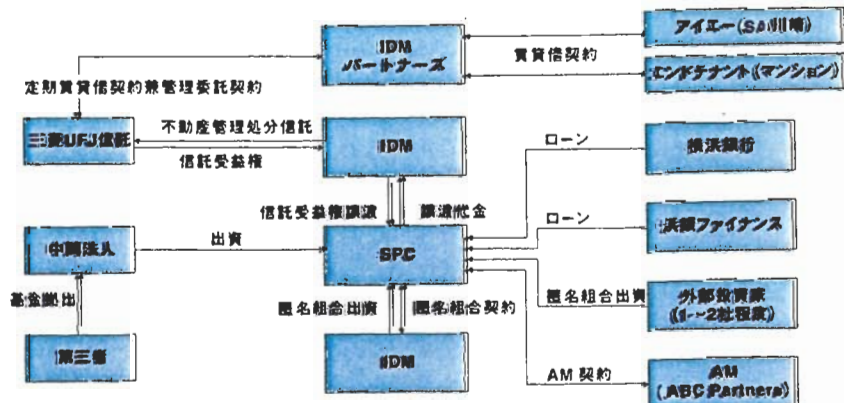 IDM
パートナーズ
アイエー(SA川崎)
賃貸借契約
エンドテナント(マンション)
定期賃貸借契約兼管理委託契約
三菱UFJ信託
不動産管理処分信託
信託受益権
IDM
ローン
横浜銀行
信託受益権譲渡
譲渡代金
中間法人
出資
SPC
ローン
浜銀ファイナンス
基金拠出
匿名組合出資
匿名組合契約
匿名組合出資
外部投資家
(1~2社程度)
第三者
IDM
AM契約
AM
(ABC Partners)